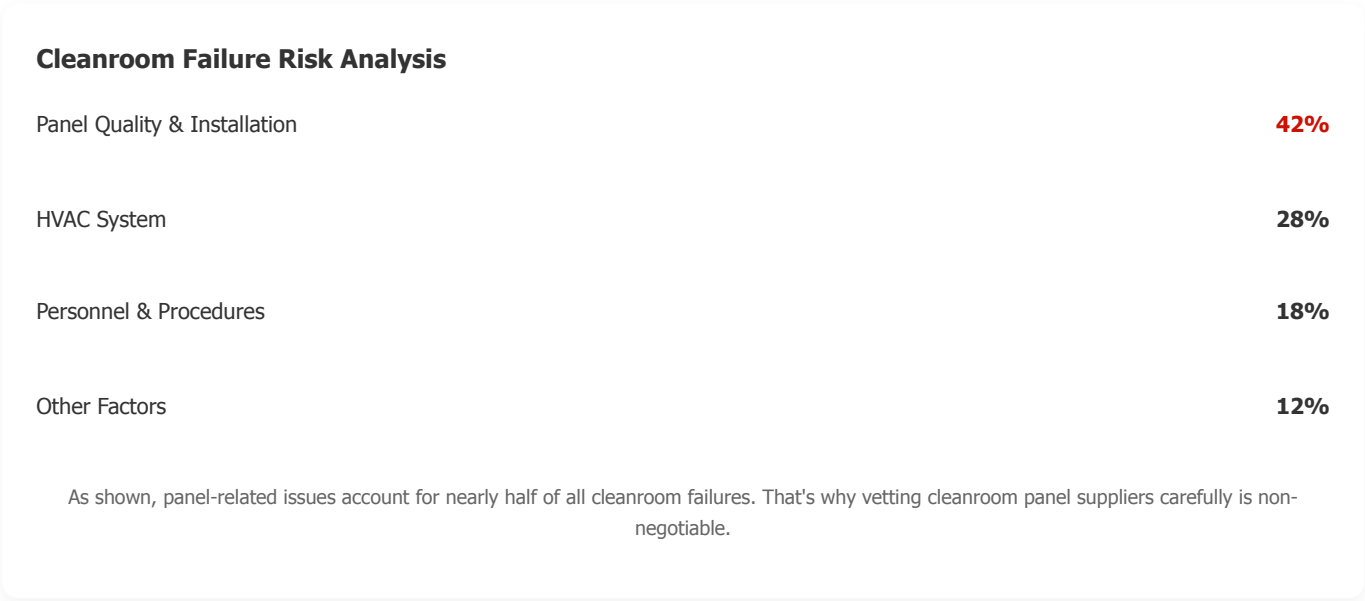 Cleanroom Failure Risk Analysis
Panel Quality & Installation 42%
HVAC System 28%
Personnel & Procedures 18%
Other Factors 12%
As shown, panel-related issues account for nearly half of all cleanroom failures. That's why vetting cleanroom panel suppliers carefully is non-
negotiable.